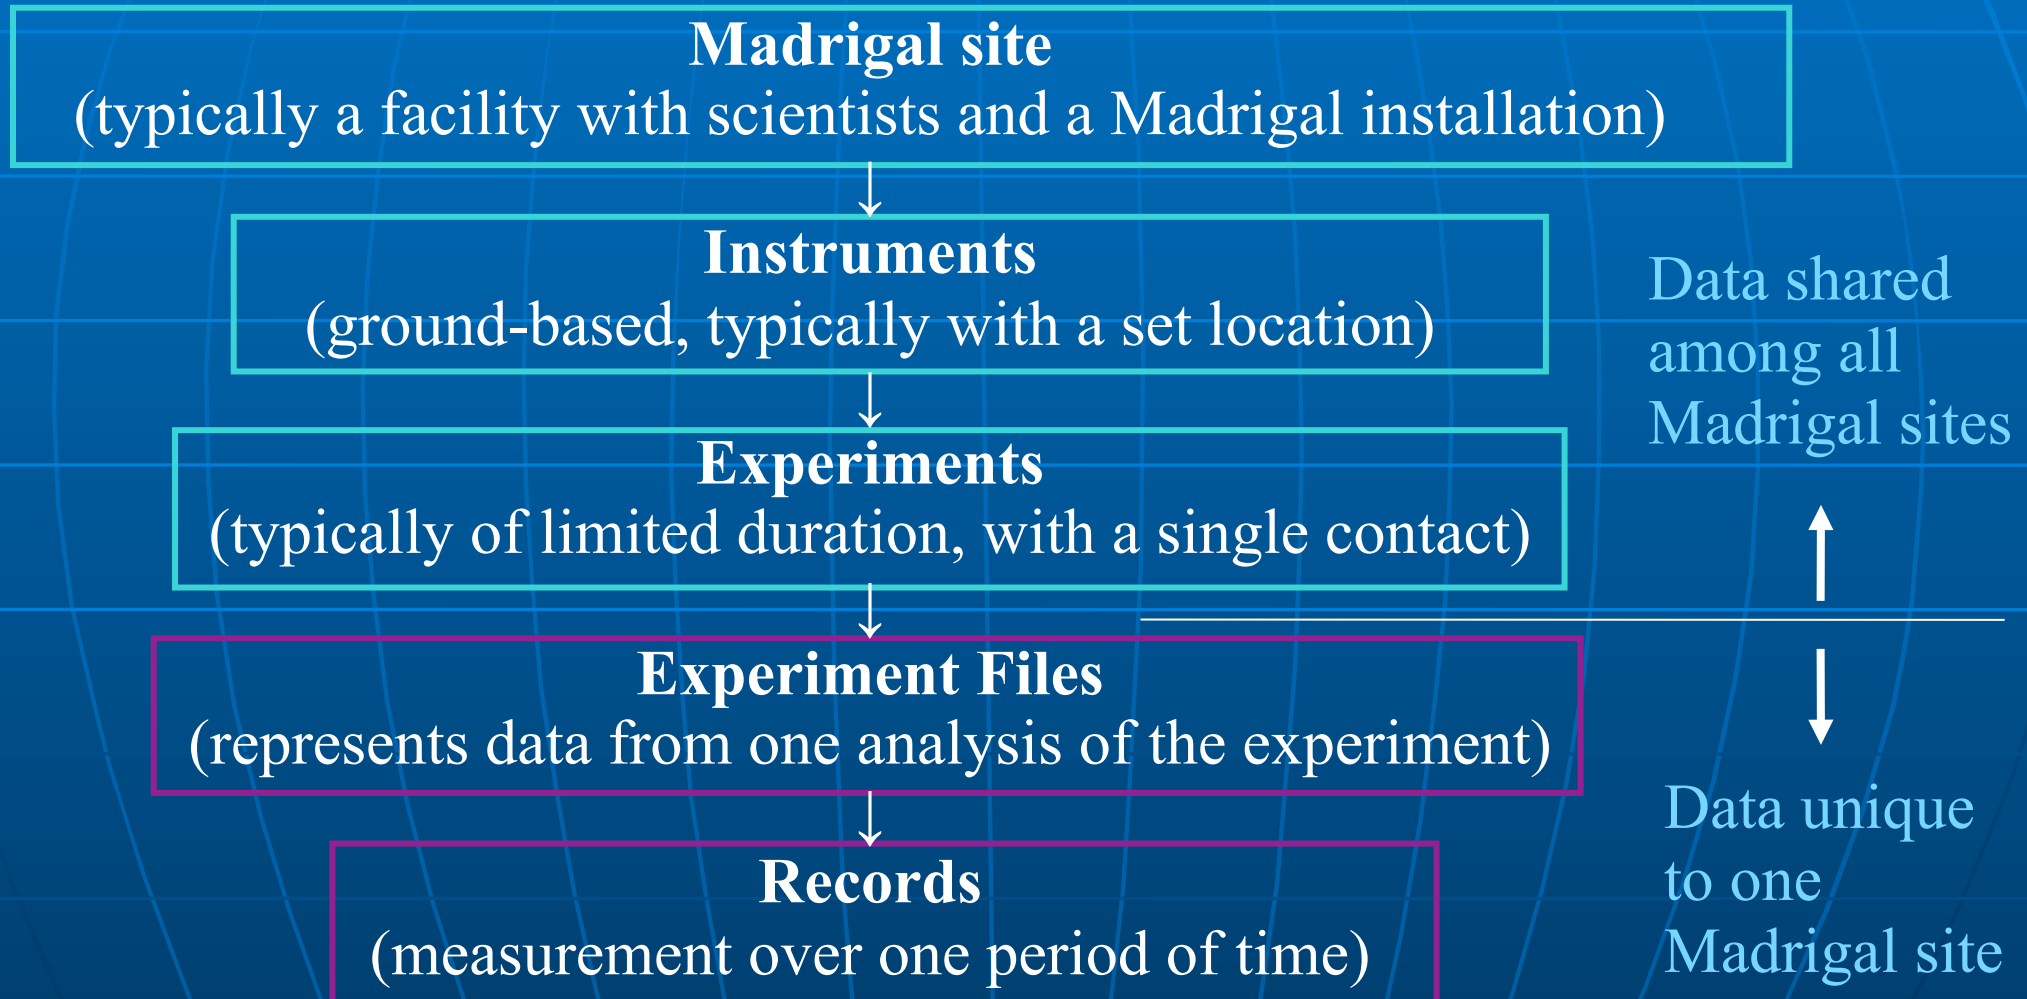 Madrigal site
(typically a facility with scientists and a Madrigal installation)
Instruments
(ground-based, typically with a set location)
Data shared
among all
Madrigal sites
Experiments
(typically of limited duration, with a single contact)
Experiment Files
(represents data from one analysis of the experiment)
Data unique
to one
Madrigal site
Records
(measurement over one period of time)